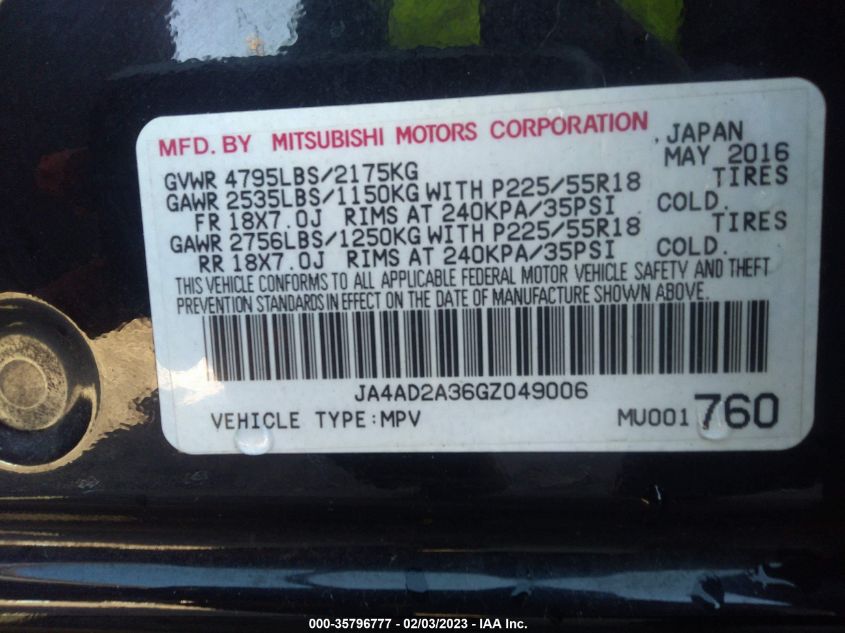 MFD. BY MITSUBISHI MOTORS CORPORATION, JAPAN
GVWR 4795LBS/2175KG MAY 2016
GAWR 2535LBS/1150KG WITH P225/55R18 TIRES
FR 18X7.0J RIMS AT 240KPA/35PSI COLD.
GAWR 2756LBS/1250KG WITH P225/55R18 TIRES
RR 18X7.0J RIMS AT 240KPA/35PSI COLD.
THIS VEHICLE CONFORMS TO ALL APPLICABLE FEDERAL MOTOR VEHICLE SAFETY AND THEFT
PREVENTION STANDARDS IN EFFECT ON THE DATE OF MANUFACTURE SHOWN ABOVE.
JA4AD2A36GZ049006
VEHICLE TYPE:MPV MU001760
000-35796777 - 02/03/2023 - IAA Inc.